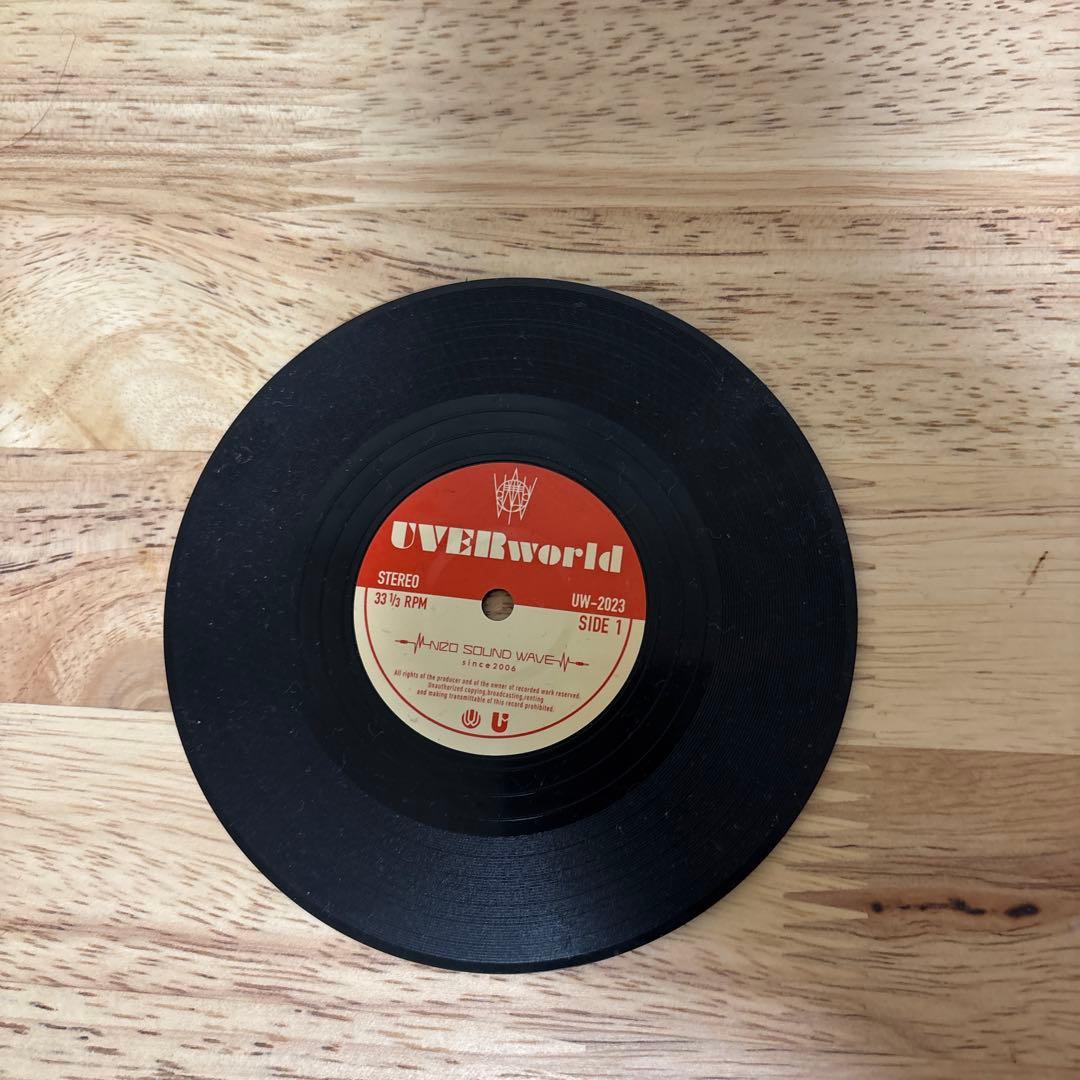 UVERworld
STEREO
33 1/3 RPM
UW-2023
SIDE 1
NEO SOUND WAVE
since2006
All rights of the producer and of the owner of recorded work reserved.
Unauthorized copying,broadcasting,renting
and making transmittable of this record prohibited.